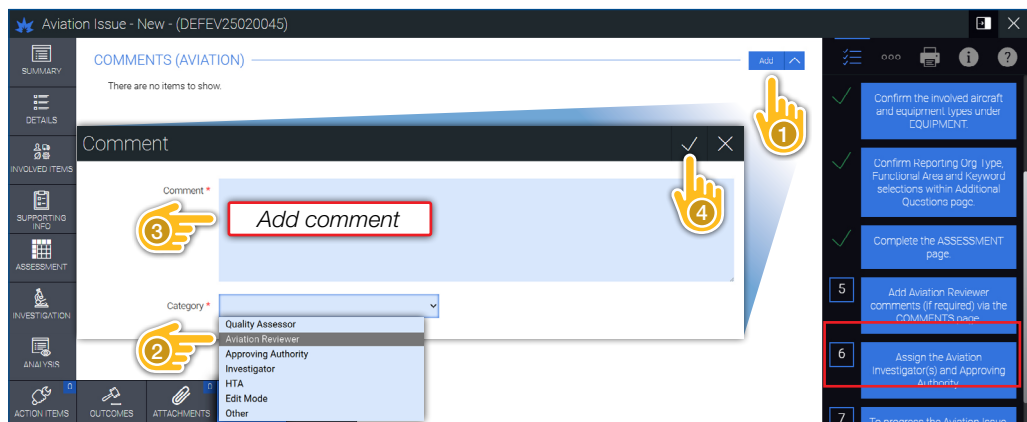 Aviation Issue - New - (DEFEV25020045)
SUMMARY
DETAILS
INVOLVED ITEMS
SUPPORTING
INFO
ASSESSMENT
INVESTIGATION
ANALYSIS
ACTION ITEMS
0
OUTCOMES
ATTACHMENTS
0
COMMENTS (AVIATION)
Add
There are no items to show.
1
Comment
4
Comment *
3
Add comment
Category *
2
Quality Assessor
Aviation Reviewer
Approving Authority
Investigator
HTA
Edit Mode
Other
i
?
Confirm the involved aircraft
and equipment types under
EQUIPMENT.
Confirm Reporting Org Type,
Functional Area and Keyword
selections within Additional
Questions page.
Complete the ASSESSMENT
page.
5
Add Aviation Reviewer
comments (if required) via the
COMMENTS page
6
Assign the Aviation
Investigator(s) and Approving
Authority
7
To progress the Aviation Issue